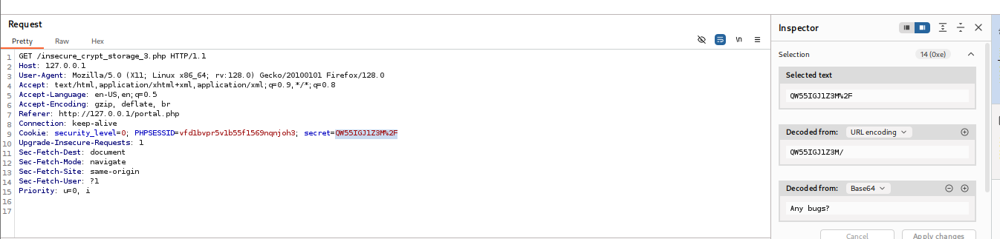 Request
Pretty Raw Hex
\n
1 GET /insecure_crypt_storage_3.php HTTP/1.1
2 Host: 127.0.0.1
3 User-Agent: Mozilla/5.0 (X11; Linux x86_64; rv:128.0) Gecko/20100101 Firefox/128.0
4 Accept: text/html,application/xhtml+xml,application/xml;q=0.9,*/*;q=0.8
5 Accept-Language: en-US,en;q=0.5
6 Accept-Encoding: gzip, deflate, br
7 Referer: http://127.0.0.1/portal.php
8 Connection: keep-alive
9 Cookie: security_level=0; PHPSESSID=vfd1bvpr5v1b55f1569nqnjoh3; secret=QW55IGJ1Z3M%2F
10 Upgrade-Insecure-Requests: 1
11 Sec-Fetch-Dest: document
12 Sec-Fetch-Mode: navigate
13 Sec-Fetch-Site: same-origin
14 Sec-Fetch-User: ?1
15 Priority: u=0, i
16
17
Inspector
Selection 14 (0xe)
Selected text
QW55IGJ1Z3M%2F
Decoded from: URL encoding
QW55IGJ1Z3M/
Decoded from: Base64
Any bugs?
Cancel Apply changes